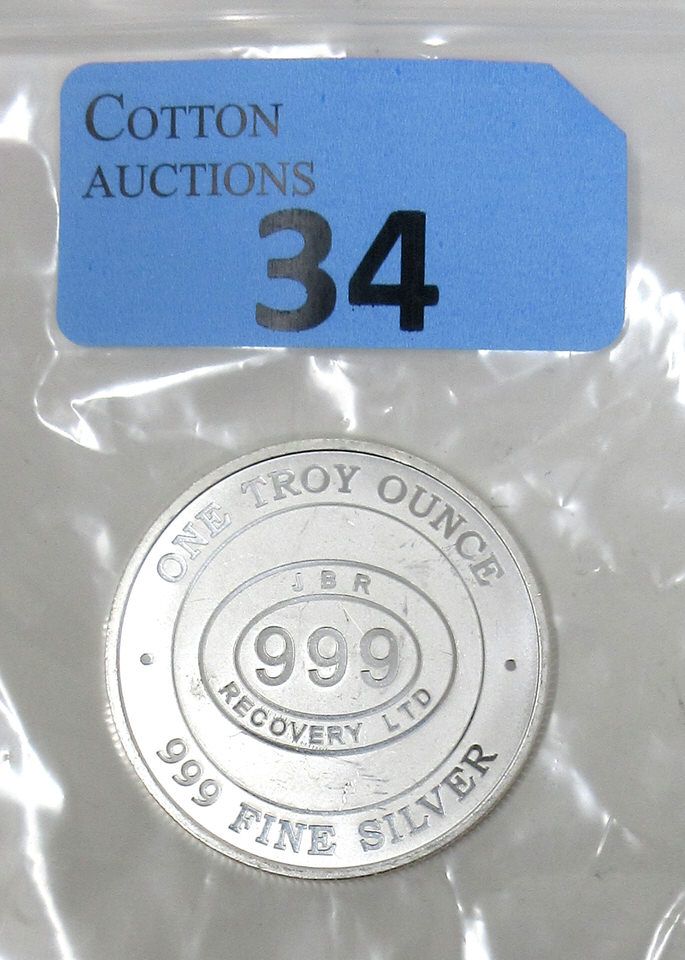 COTTON
AUCTIONS
34
ONE TROY OUNCE
JBR
999
RECOVERY LTD
999 FINE SILVER